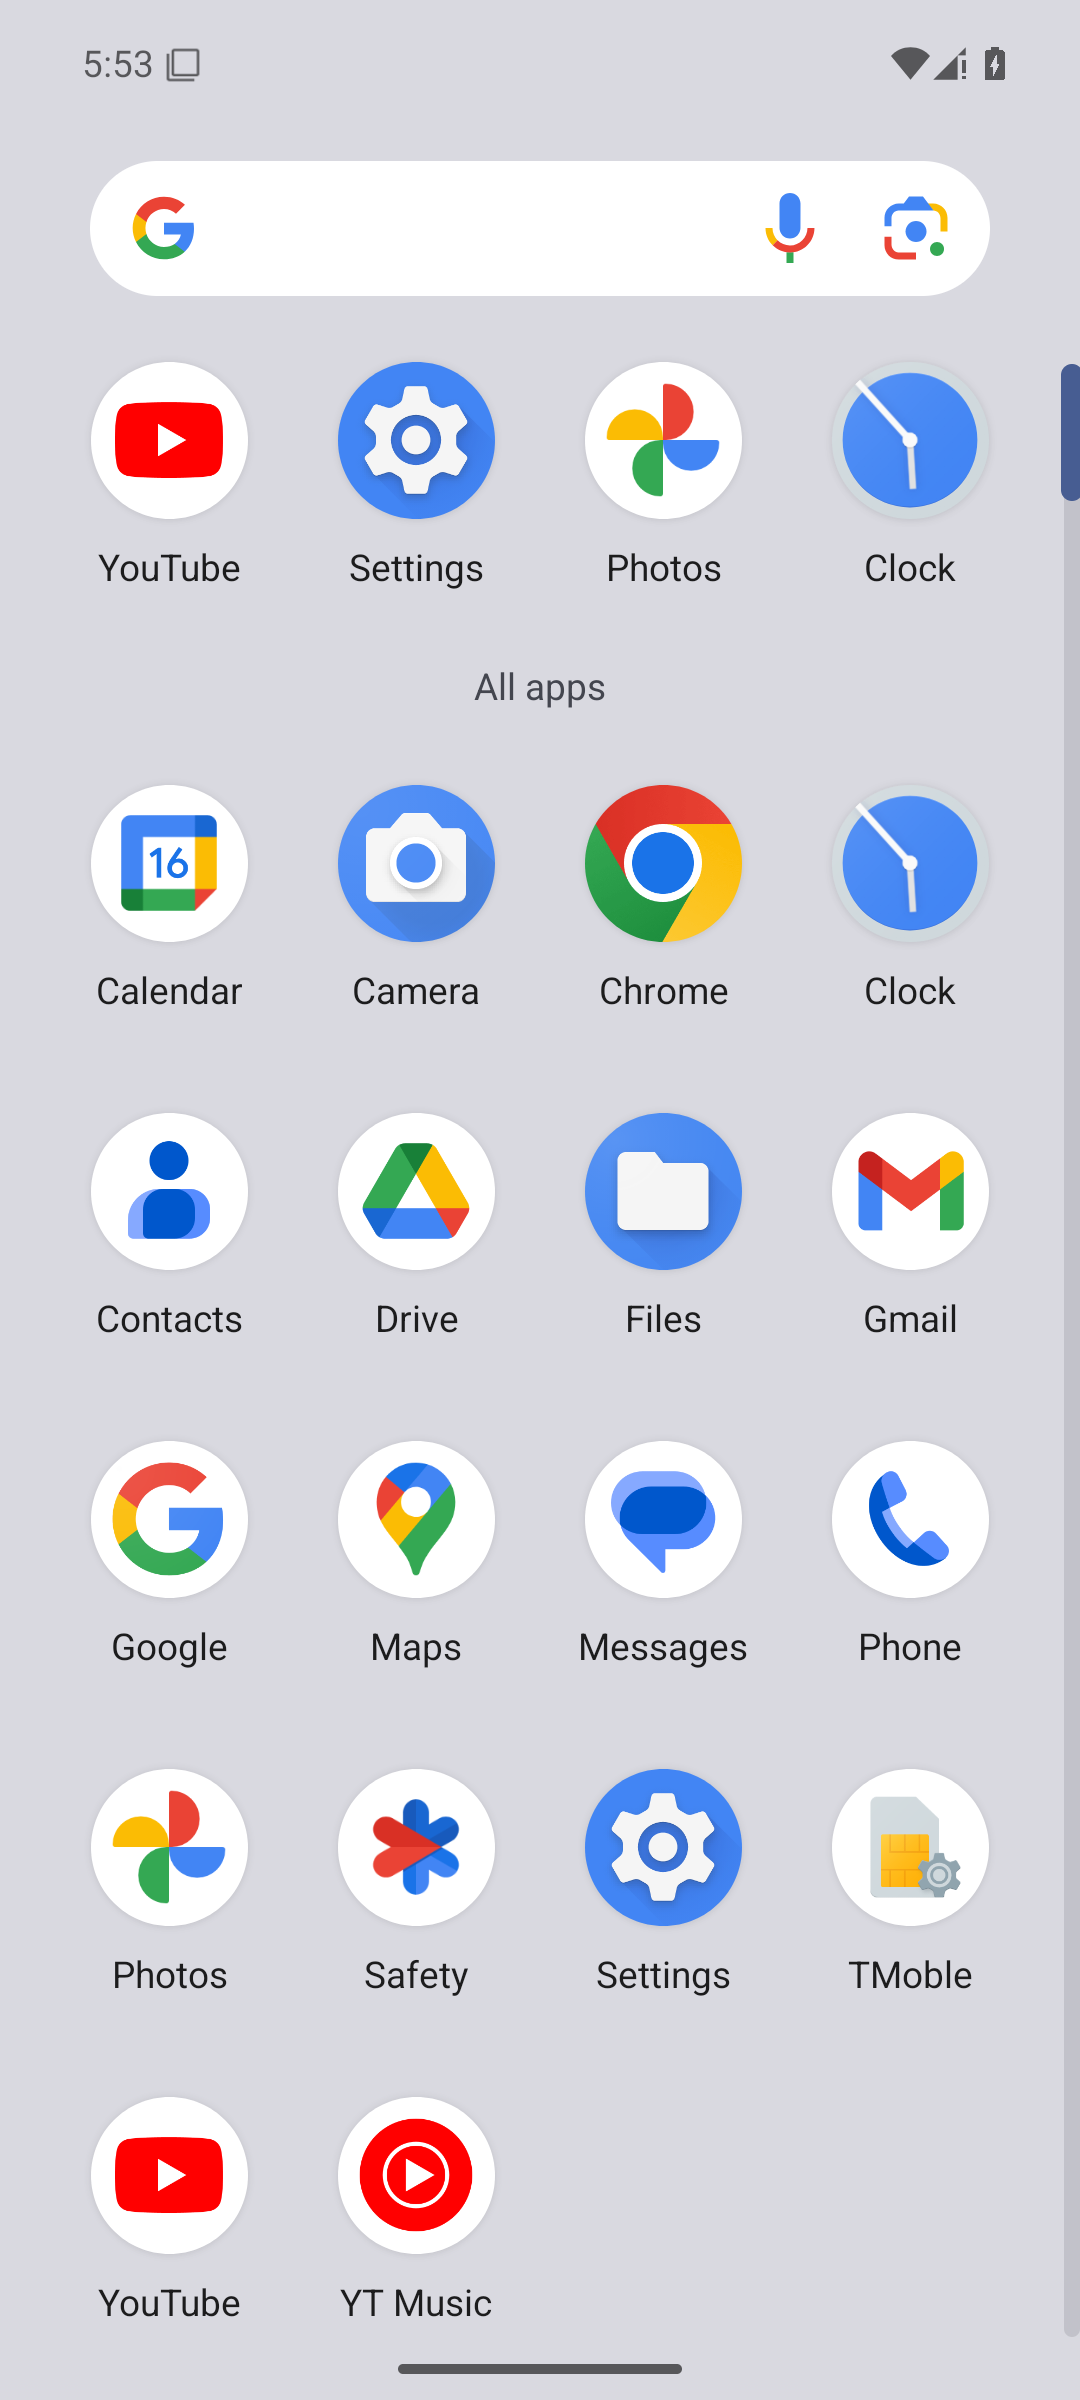 5:53
YouTube Settings Photos Clock
All apps
16
Calendar Camera Chrome Clock
Contacts Drive Files Gmail
Google Maps Messages Phone
Photos Safety Settings TMoble
YouTube YT Music